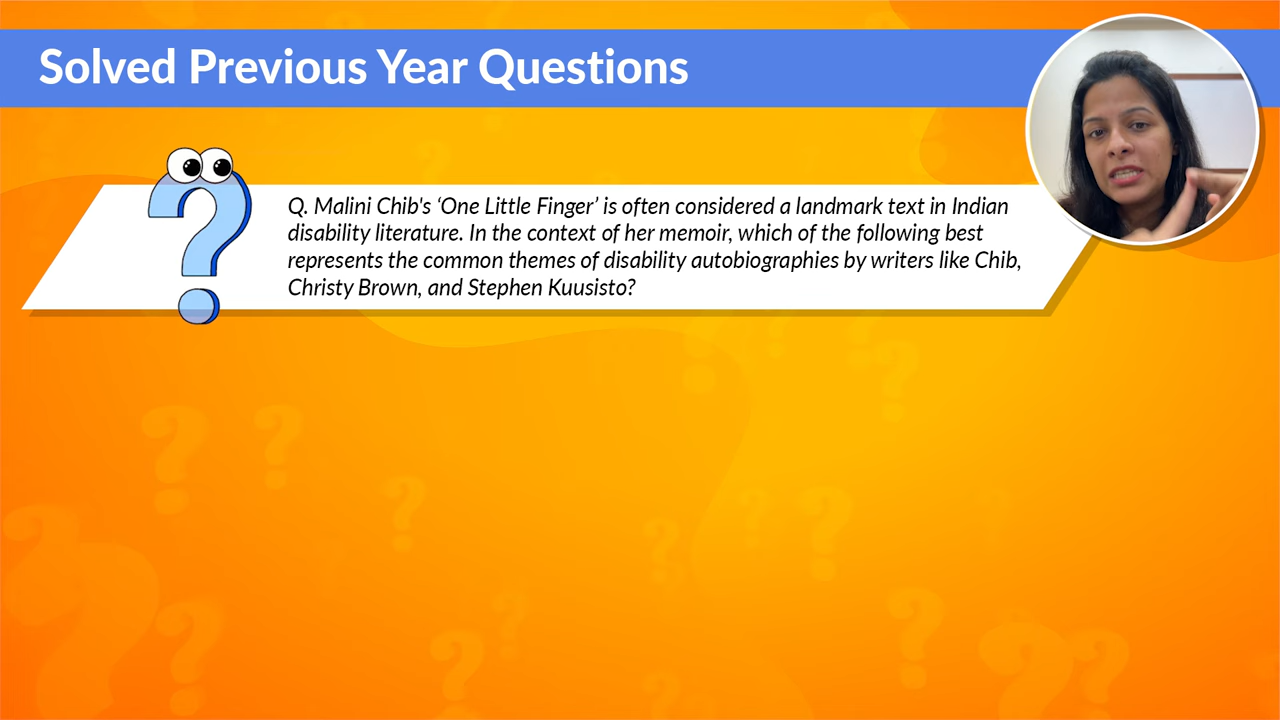 Solved Previous Year Questions
Q. Malini Chib's ‘One Little Finger’ is often considered a landmark text in Indian
disability literature. In the context of her memoir, which of the following best
represents the common themes of disability autobiographies by writers like Chib,
Christy Brown, and Stephen Kuusisto?